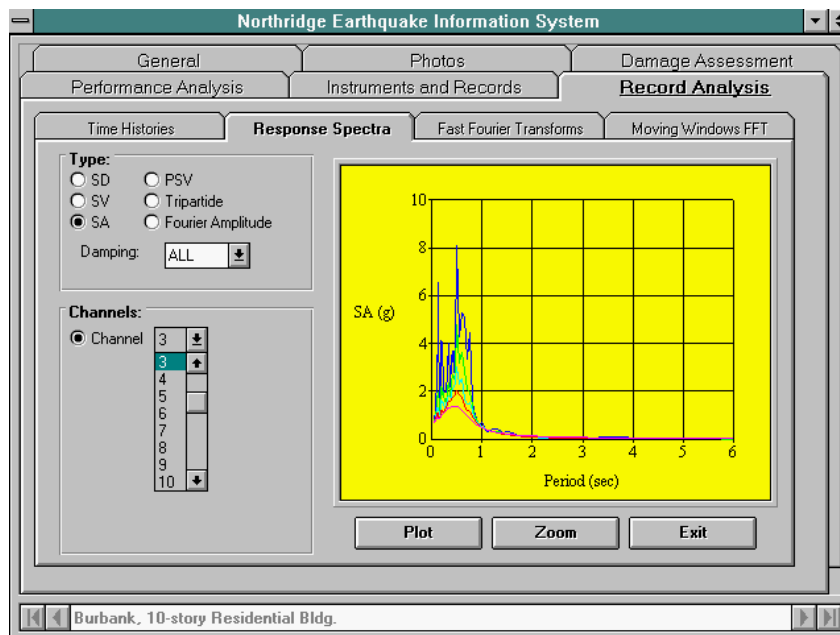 Northridge Earthquake Information System
General Photos Damage Assessment
Performance Analysis Instruments and Records Record Analysis
Time Histories Response Spectra Fast Fourier Transforms Moving Windows FFT
Type:
SD PSV
SV Tripartide
SA Fourier Amplitude
Damping: ALL
Channels:
Channel 3
3
4
5
6
7
8
9
10
10
8
6
SA (g)
4
2
0
0 1 2 3 4 5 6
Period (sec)
Plot Zoom Exit
Burbank, 10-story Residential Bldg.